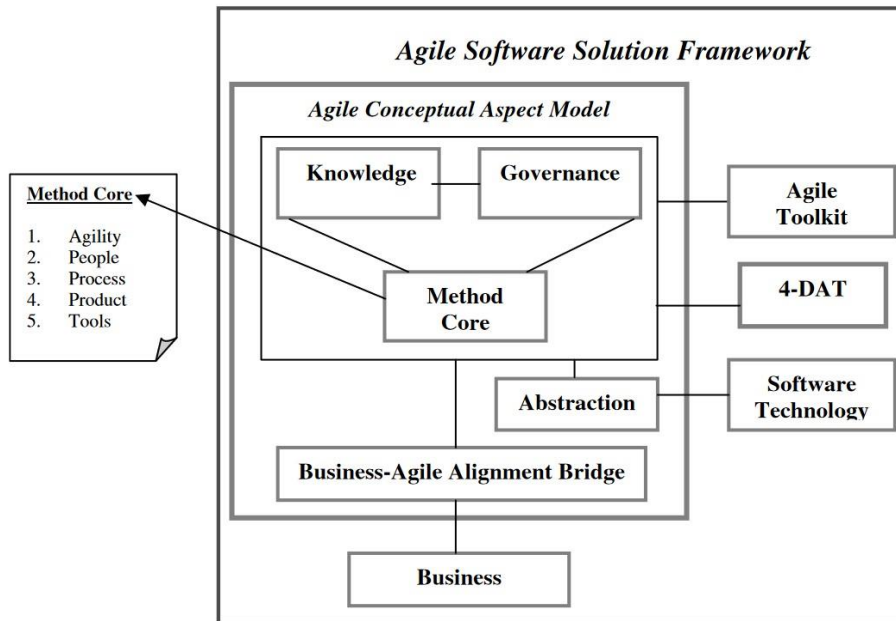 Agile Software Solution Framework
Agile Conceptual Aspect Model
Knowledge
Governance
Method
Core
Abstraction
Business-Agile Alignment Bridge
Business
Agile
Toolkit
4-DAT
Software
Technology
Method Core
1. Agility
2. People
3. Process
4. Product
5. Tools